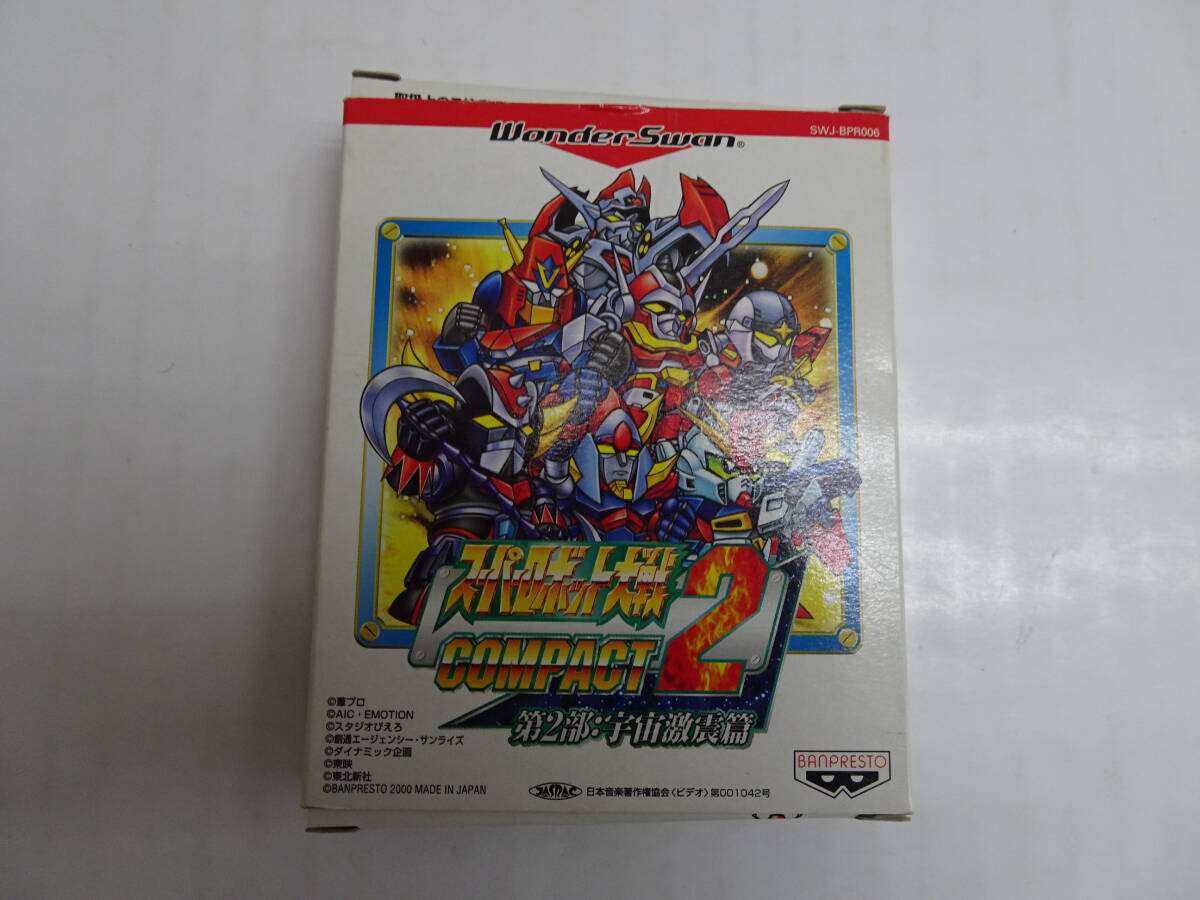 WonderSwan®
SWJ-BPR006
スーパーロボット大戦
COMPACT 2
第2部:宇宙激震篇
©葦プロ
©AIC・EMOTION
©スタジオぴえろ
©創通エージェンシー・サンライズ
©ダイナミック企画
©東映
©東北新社
©BANPRESTO 2000 MADE IN JAPAN
JASRAC
日本音楽著作権協会〈ビデオ〉第001042号
BANPRESTO